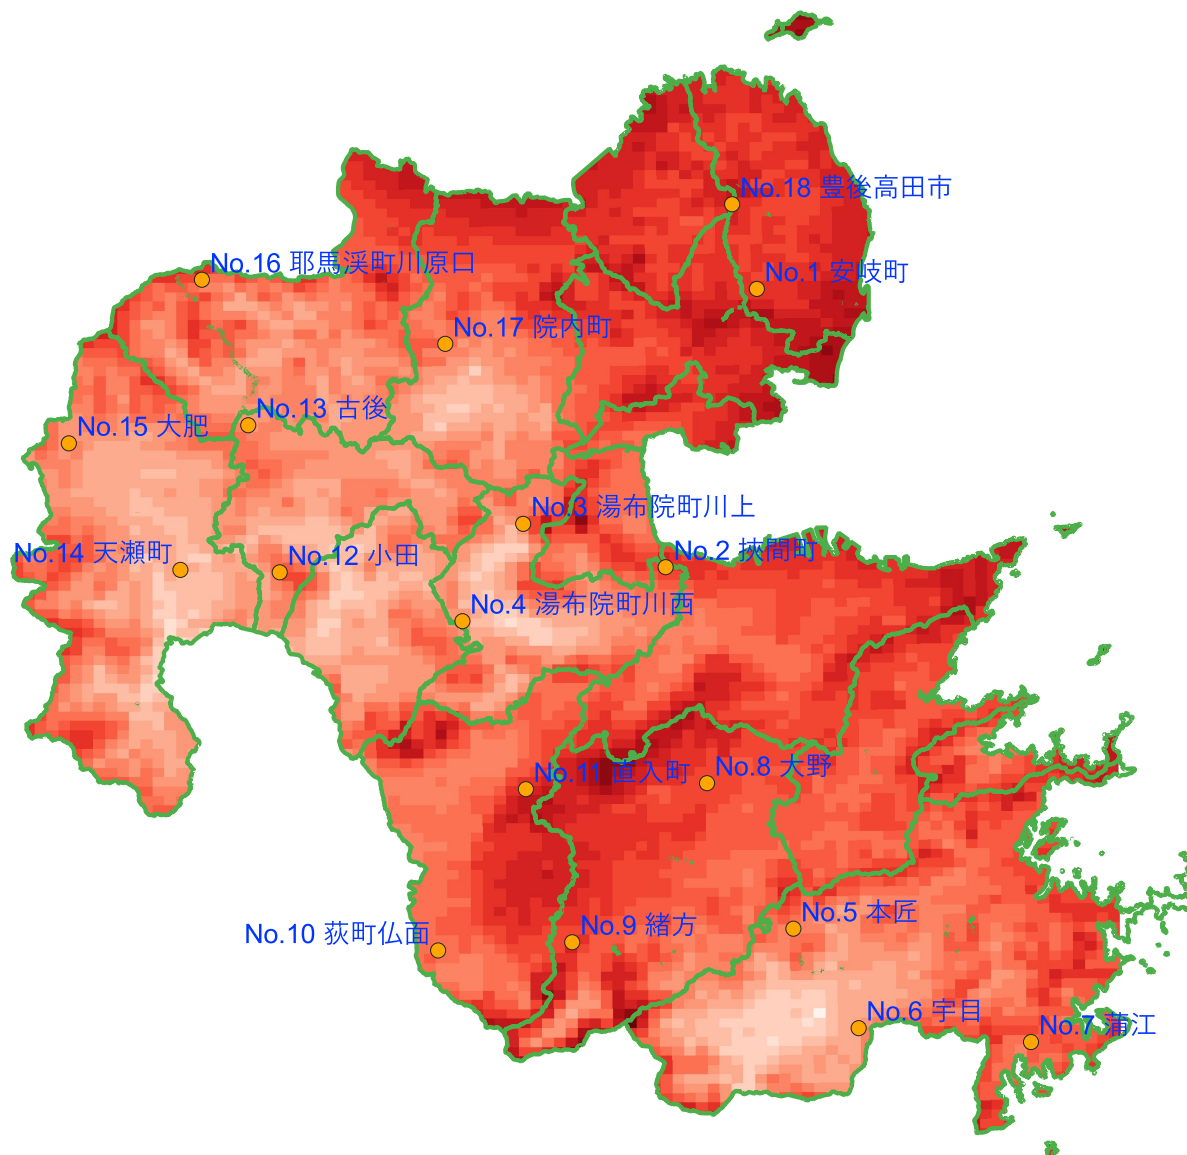 No.18 豊後高田市
No.16 耶馬渓町川原口
No.1 安岐町
No.17 院内町
No.13 古後
No.15 大肥
No.3 湯布院町川上
No.14 天瀬町
No.12 小田
No.2 挾間町
No.4 湯布院町川西
No.11 直入町
No.8 大野
No.10 荻町仏面
No.9 緒方
No.5 本匠
No.6 宇目
No.7 蒲江